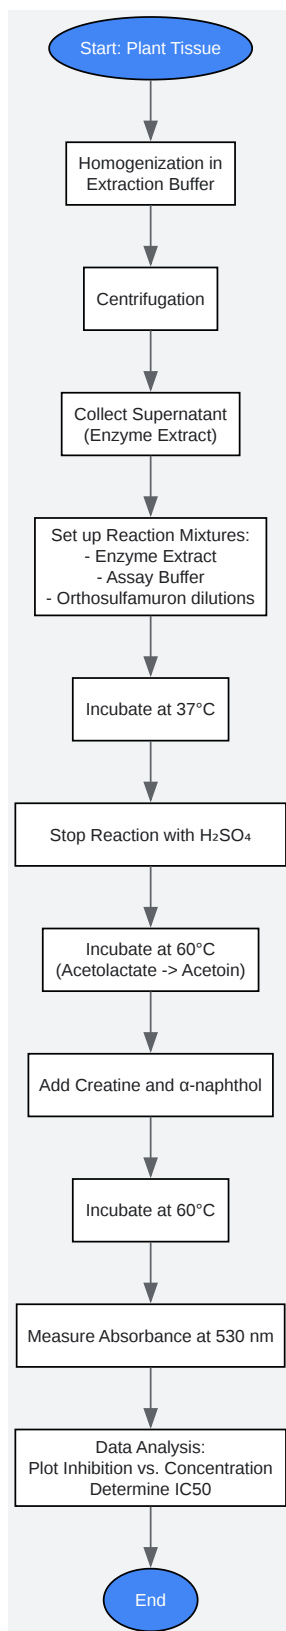 Start: Plant Tissue
Homogenization in
Extraction Buffer
Centrifugation
Collect Supernatant
(Enzyme Extract)
Set up Reaction Mixtures:
- Enzyme Extract
- Assay Buffer
- Orthosulfamuron dilutions
Incubate at 37°C
Stop Reaction with H₂SO₄
Incubate at 60°C
(Acetolactate -> Acetoin)
Add Creatine and α-naphthol
Incubate at 60°C
Measure Absorbance at 530 nm
Data Analysis:
Plot Inhibition vs. Concentration
Determine IC50
End